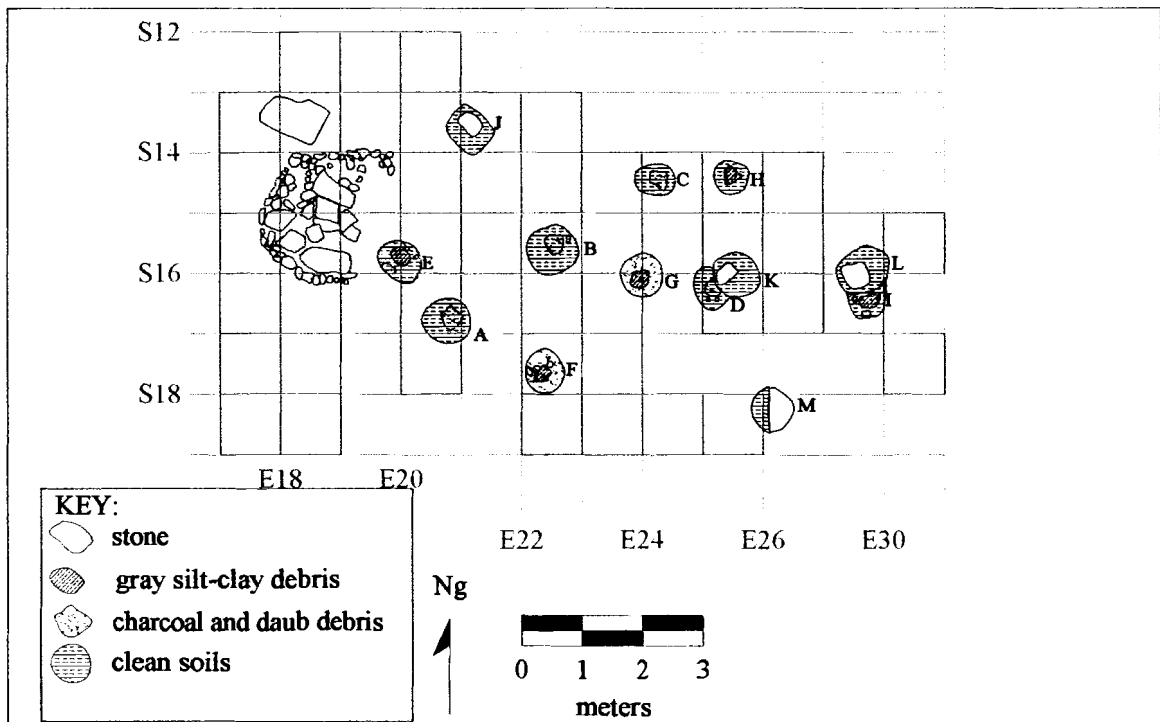 S12
J
S14
C H
B L
E
S16
G K
D I
A
F
S18
M
E18 E20
KEY:
stone
gray silt-clay debris
charcoal and daub debris
clean soils
E22 E24 E26 E30
Ng
0 1 2 3
meters